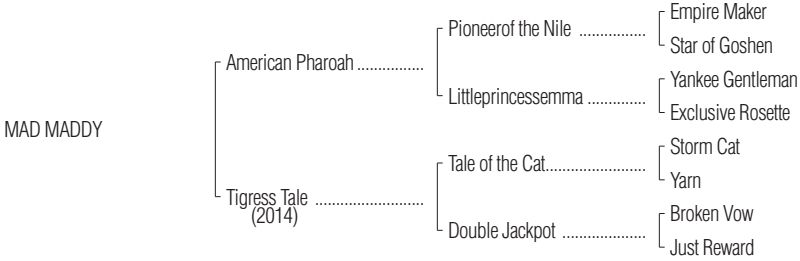 Empire Maker
Pioneerof the Nile ................
Star of Goshen
American Pharoah ................
Yankee Gentleman
Littleprincessemma ..............
Exclusive Rosette
MAD MADDY
Storm Cat
Tale of the Cat........................
Yarn
Tigress Tale ..........................
(2014)
Broken Vow
Double Jackpot ....................
Just Reward